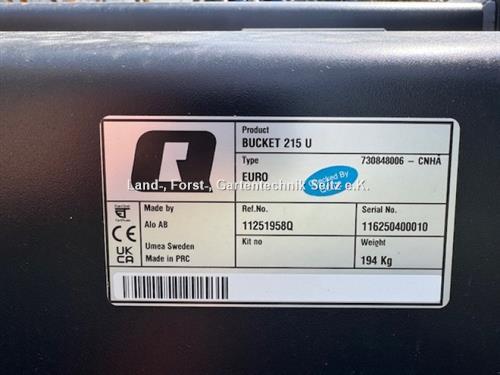 Product
BUCKET 215 U
Type 730848006 - CNHA
EURO
Checked By
Seitz
Land-, Forst-, Gartentechnik Seitz e.K.
Made by
Alo AB
Umea Sweden
Made in PRC
CE
UK
CA
Ref.No.
11251958Q
Serial No.
116250400010
Kit no
Weight
194 Kg